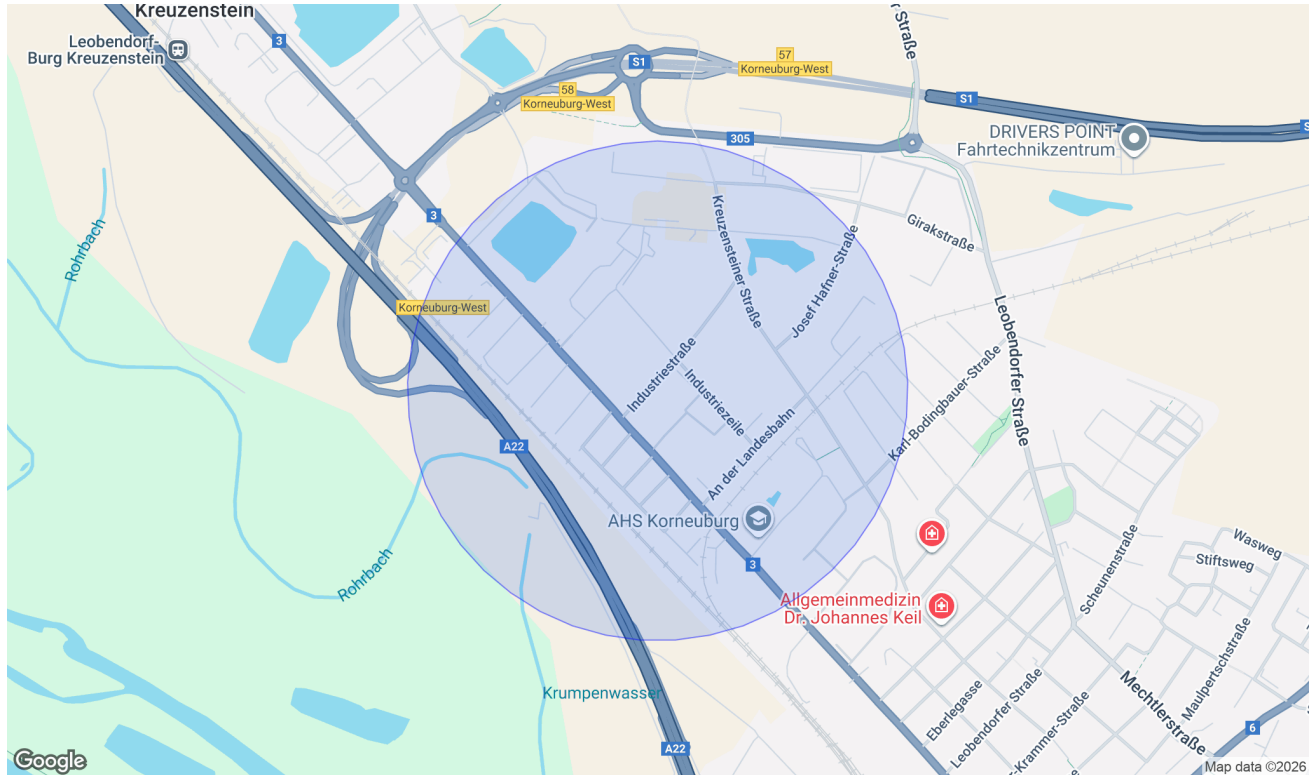 Kreuzenstein
3
Leobendorf-
Burg Kreuzenstein
S1
57
Korneuburg-West
58
Korneuburg-West
S1
305
DRIVERS POINT
Fahrtechnikzentrum
3
Girakstraße
Kreuzensteiner Straße
Josef Hafner-Straße
Rohrbach
Korneuburg-West
Leobendorfer Straße
Industriestraße
Industriezeile
Karl-Bodingbauer-Straße
An der Landesbahn
A22
AHS Korneuburg
3
Rohrbach
Allgemeinmedizin
Dr. Johannes Keil
Scheunenstraße
Wasweg
Stiftsweg
Maulpertschstraße
Mechtlerstraße
Krumpenwasser
Eberlegasse
Leobendorfer Straße
6
A22
Google
Map data ©2026